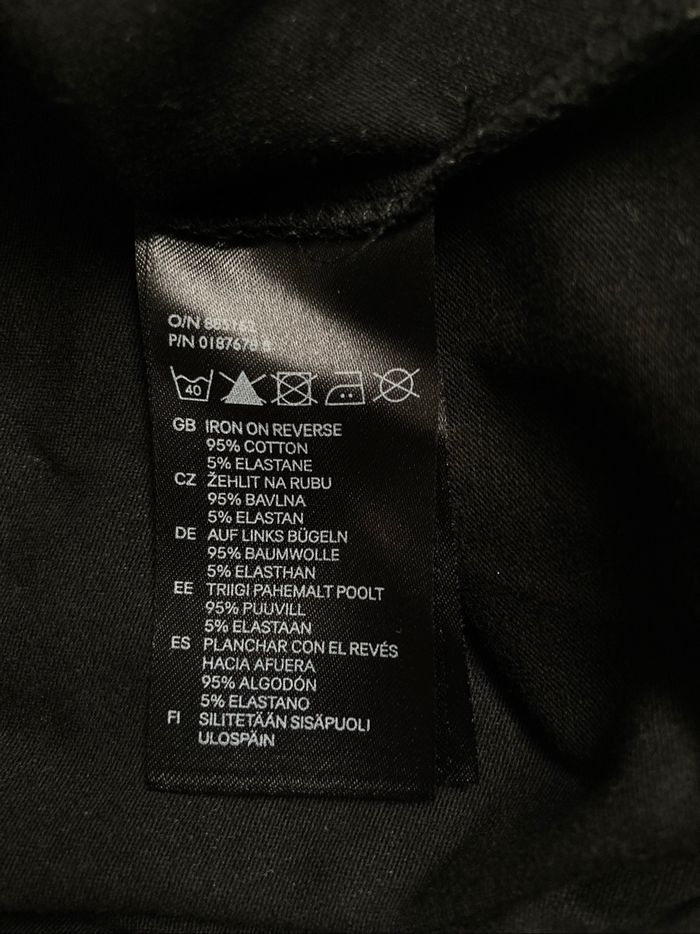 O/N
P/N
40
GB IRON ON REVERSE
95% COTTON
5% ELASTANE
CZ ŽEHLIT NA RUBU
95% BAVLNA
5% ELASTAN
DE AUF LINKS BÜGELN
95% BAUMWOLLE
5% ELASTHAN
EE TRIIGI PAHEMALT POOLT
95% PUUVILL
5% ELASTAAN
ES PLANCHAR CON EL REVÉS
HACIA AFUERA
95% ALGODÓN
5% ELASTANO
FI SILITETÄÄN SISÄPUOLI
ULOSPÄIN